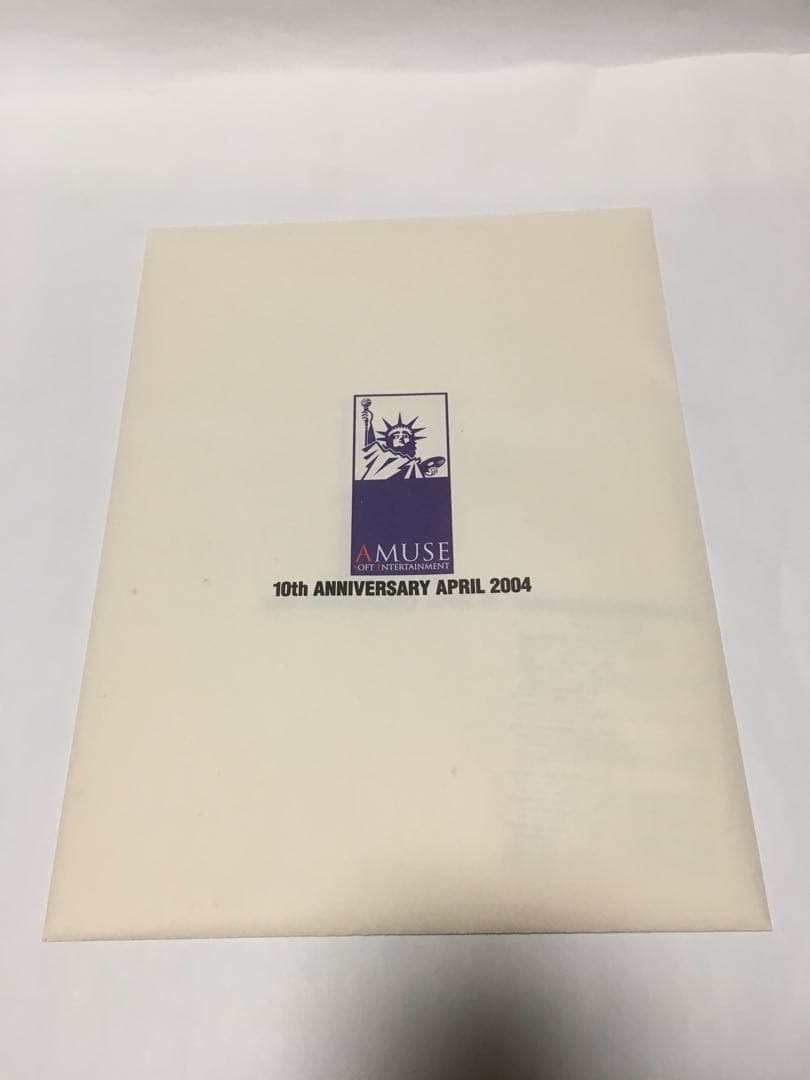 AMUSE
SOFT ENTERTAINMENT
10th ANNIVERSARY APRIL 2004